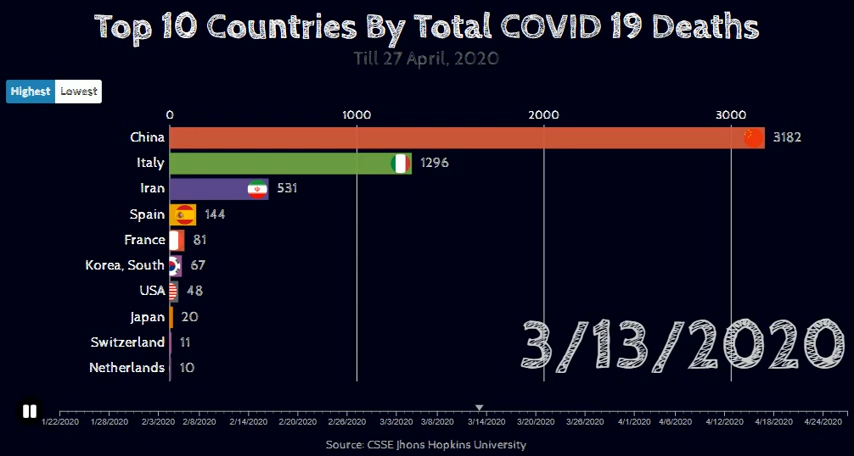 Top 10 Countries By Total COVID 19 Deaths
Till 27 April, 2020
Highest Lowest
0 1000 2000 3000
China 3182
Italy 1296
Iran 531
Spain 144
France 81
Korea, South 67
USA 48
Japan 20
Switzerland 11
Netherlands 10
3/13/2020
1/22/2020 1/28/2020 2/3/2020 2/8/2020 2/14/2020 2/20/2020 2/26/2020 3/3/2020 3/8/2020 3/14/2020 3/20/2020 3/26/2020 4/1/2020 4/6/2020 4/12/2020 4/18/2020 4/24/2020
Source: CSSE Jhons Hopkins University